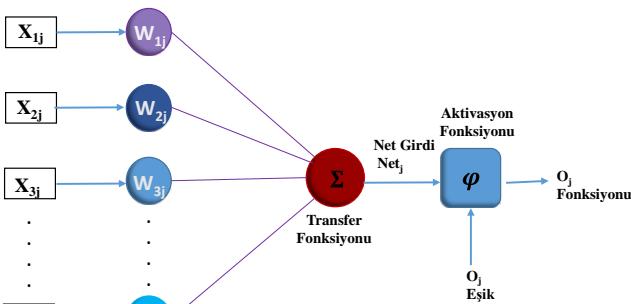 X1j
W1j
X2j
W2j
Aktivasyon
Fonksiyonu
Net Girdi
Netj
X3j
W3j
Σ
φ
Oj
Fonksiyonu
Transfer
Fonksiyonu
Oj
Eşik